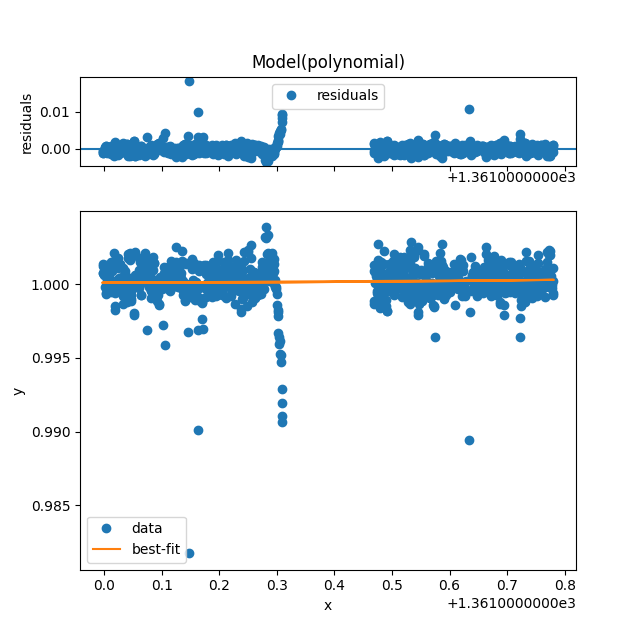 Model(polynomial)
residuals
0.01
0.00
residuals
+1.3610000000e3
1.000
0.995
0.990
0.985
y
data
best-fit
0.0 0.1 0.2 0.3 0.4 0.5 0.6 0.7 0.8
x
+1.3610000000e3